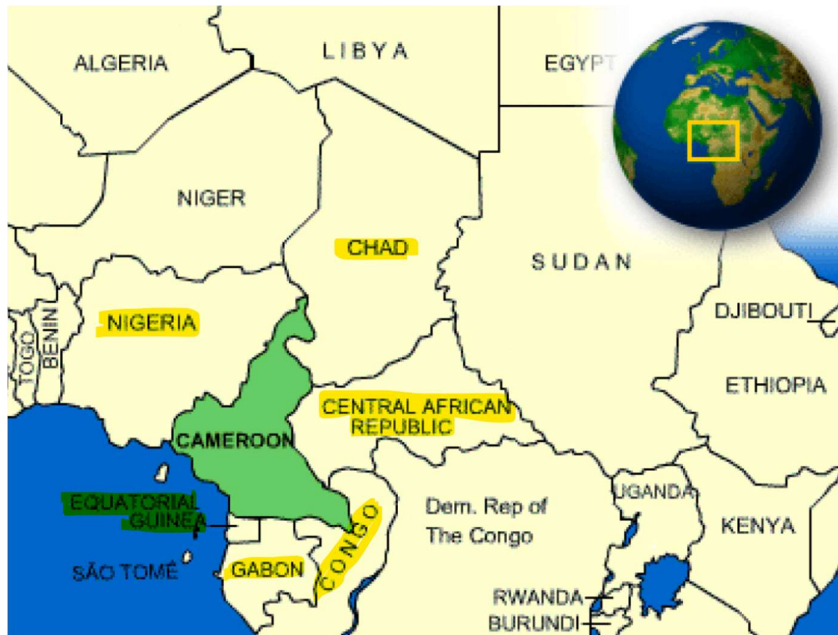 ALGERIA
LIBYA
EGYPT
NIGER
CHAD
SUDAN
NIGERIA
DJIBOUTI
TOGO
BENIN
ETHIOPIA
CENTRAL AFRICAN
REPUBLIC
CAMEROON
UGANDA
EQUATORIAL
GUINEA
Dem. Rep of
The Congo
KENYA
CONGO
SÃO TOMÉ
GABON
RWANDA
BURUNDI